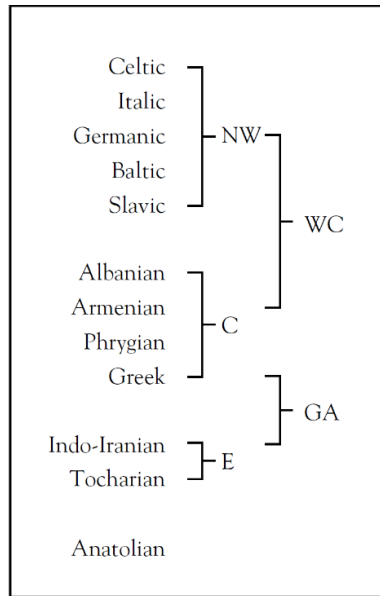 Celtic
Italic
Germanic NW
Baltic
Slavic
WC
Albanian
Armenian
C
Phrygian
Greek
GA
Indo-Iranian
E
Tocharian
Anatolian